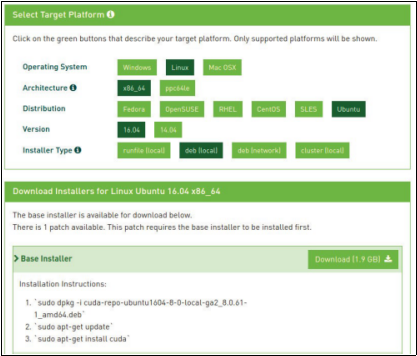 Select Target Platform
Click on the green buttons that describe your target platform. Only supported platforms will be shown.
Operating System Windows Linux Mac OSX
Architecture x86_64 ppc64le
Distribution Fedora OpenSUSE RHEL CentOS SLES Ubuntu
Version 16.04 14.04
Installer Type runfile (local) deb (local) deb (network) cluster (local)
Download Installers for Linux Ubuntu 16.04 x86_64
The base installer is available for download below.
There is 1 patch available. This patch requires the base installer to be installed first.
> Base Installer Download (1.9 GB)
Installation Instructions:
1. `sudo dpkg -i cuda-repo-ubuntu1604-8-0-local-ga2_8.0.61-
1_amd64.deb`
2. `sudo apt-get update`
3. `sudo apt-get install cuda`